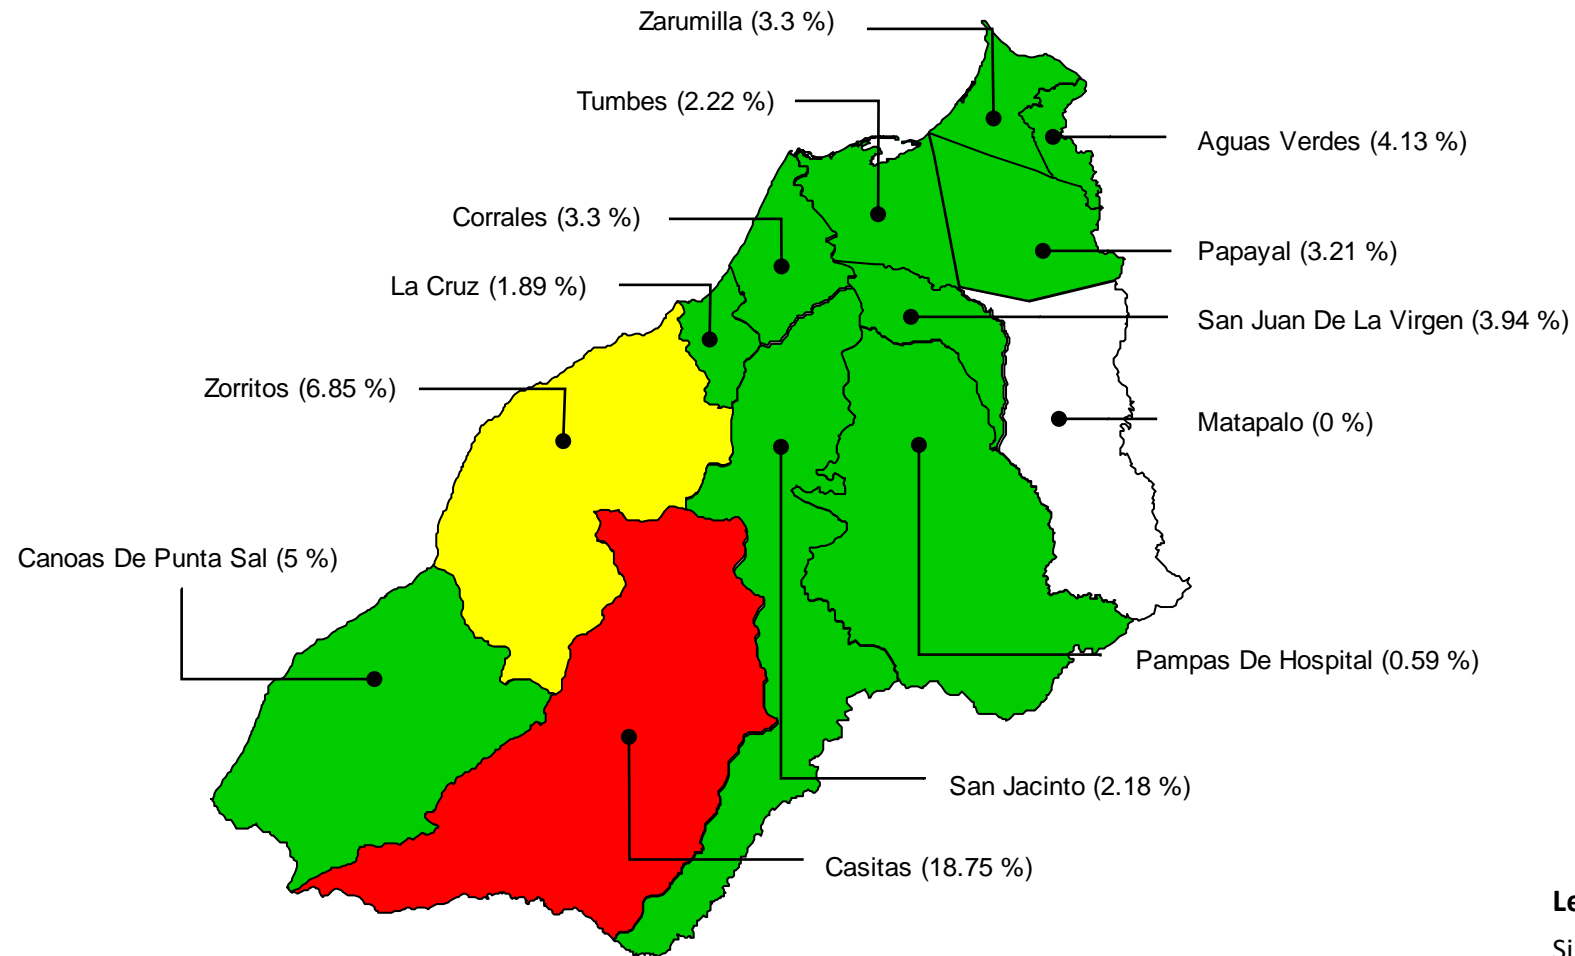 Zarumilla (3.3 %)
Tumbes (2.22 %)
Aguas Verdes (4.13 %)
Corrales (3.3 %)
Papayal (3.21 %)
La Cruz (1.89 %)
San Juan De La Virgen (3.94 %)
Zorritos (6.85 %)
Matapalo (0 %)
Canoas De Punta Sal (5 %)
Pampas De Hospital (0.59 %)
San Jacinto (2.18 %)
Casitas (18.75 %)
Le
Si